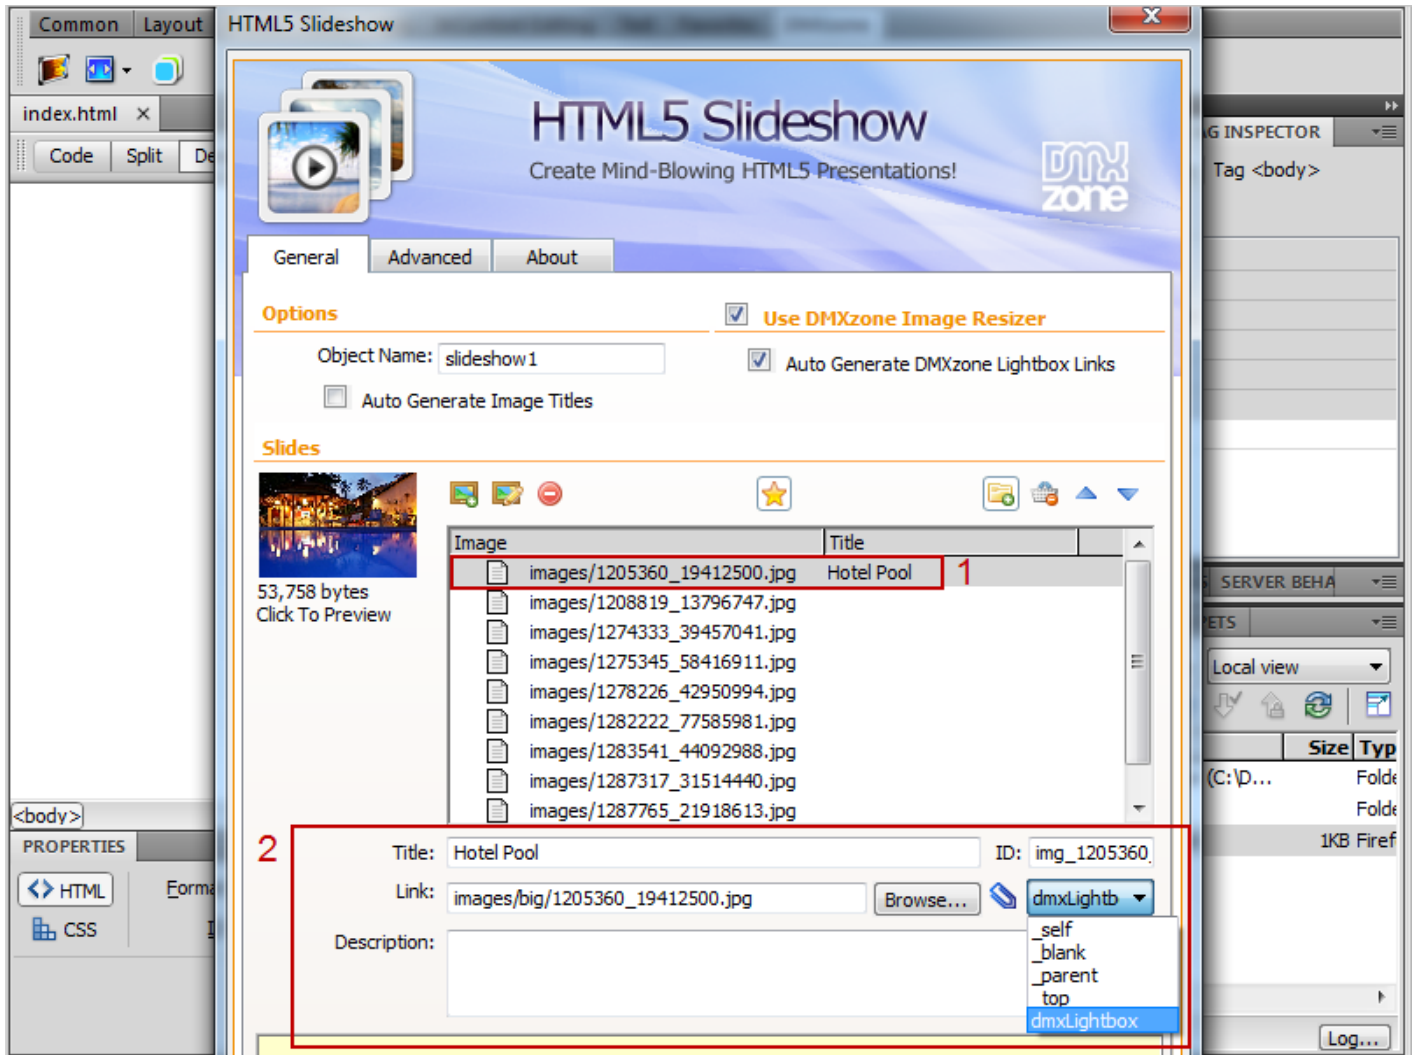 Common Layout
HTML5 Slideshow
index.html
Code Split
HTML5 Slideshow
Create Mind-Blowing HTML5 Presentations!
DMX
zone
INSPECTOR
Tag <body>
General Advanced About
Options
Use DMXzone Image Resizer
Object Name: slideshow1
Auto Generate DMXzone Lightbox Links
Auto Generate Image Titles
Slides
53,758 bytes
Click To Preview
Image Title
images/1205360_19412500.jpg Hotel Pool 1
images/1208819_13796747.jpg
images/1274333_39457041.jpg
images/1275345_58416911.jpg
images/1278226_42950994.jpg
images/1282222_77585981.jpg
images/1283541_44092988.jpg
images/1287317_31514440.jpg
images/1287765_21918613.jpg
SERVER BEHA
Local view
Size Typ
(C:\D... Folde
Folde
1KB Firef
<body>
PROPERTIES
HTML Forma
CSS
2
Title: Hotel Pool ID: img_1205360_
Link: images/big/1205360_19412500.jpg Browse... dmxLightb
Description:
_self
_blank
_parent
_top
dmxLightbox
Log...